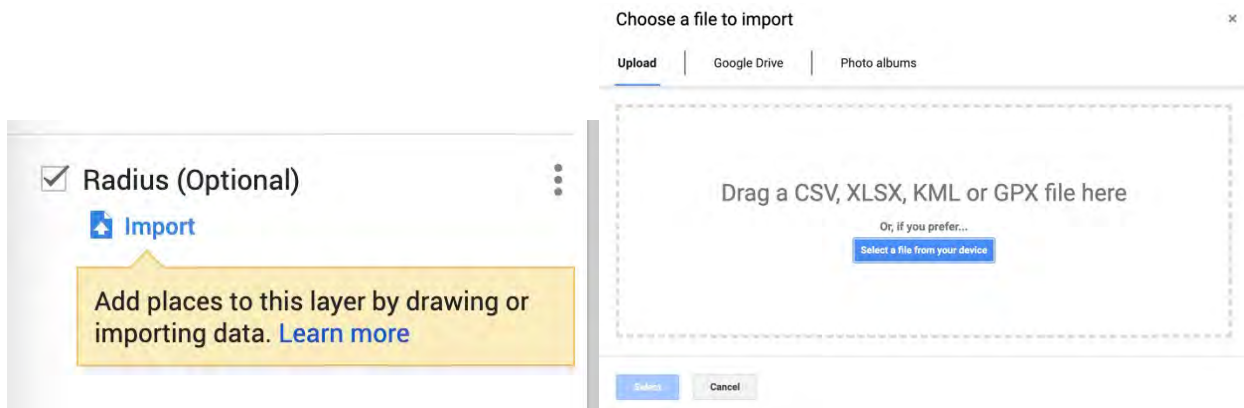 Radius (Optional)
Import
Add places to this layer by drawing or
importing data. Learn more
Choose a file to import
Upload
Google Drive
Photo albums
Drag a CSV, XLSX, KML or GPX file here
Or, if you prefer...
Select a file from your device
Select
Cancel